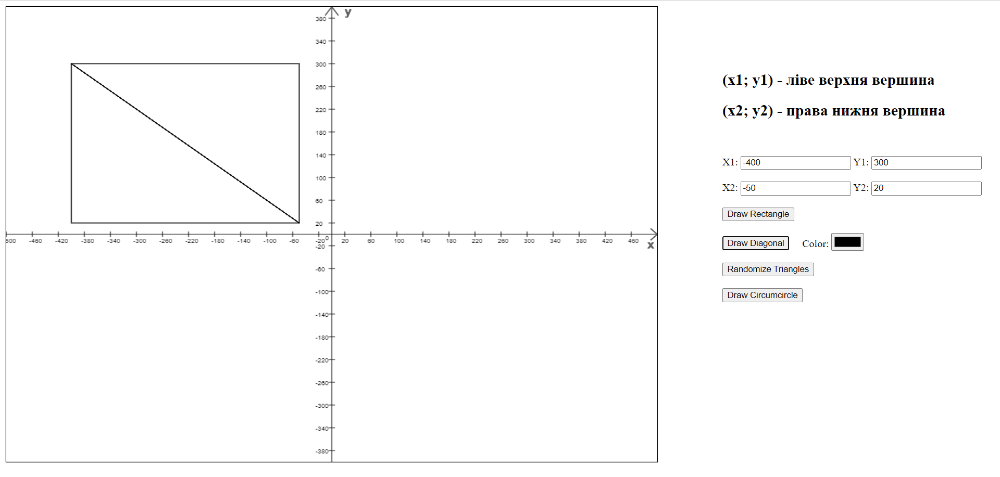 y
380
340
300
260
220
180
140
100
60
20
500 -460 -420 -380 -340 -300 -260 -220 -180 -140 -100 -60 -20 0 20 60 100 140 180 220 260 300 340 380 420 460
x
-20
-60
-100
-140
-180
-220
-260
-300
-340
-380
(x1; y1) - ліве верхня вершина
(x2; y2) - права нижня вершина
X1: -400 Y1: 300
X2: -50 Y2: 20
Draw Rectangle
Draw Diagonal Color:
Randomize Triangles
Draw Circumcircle